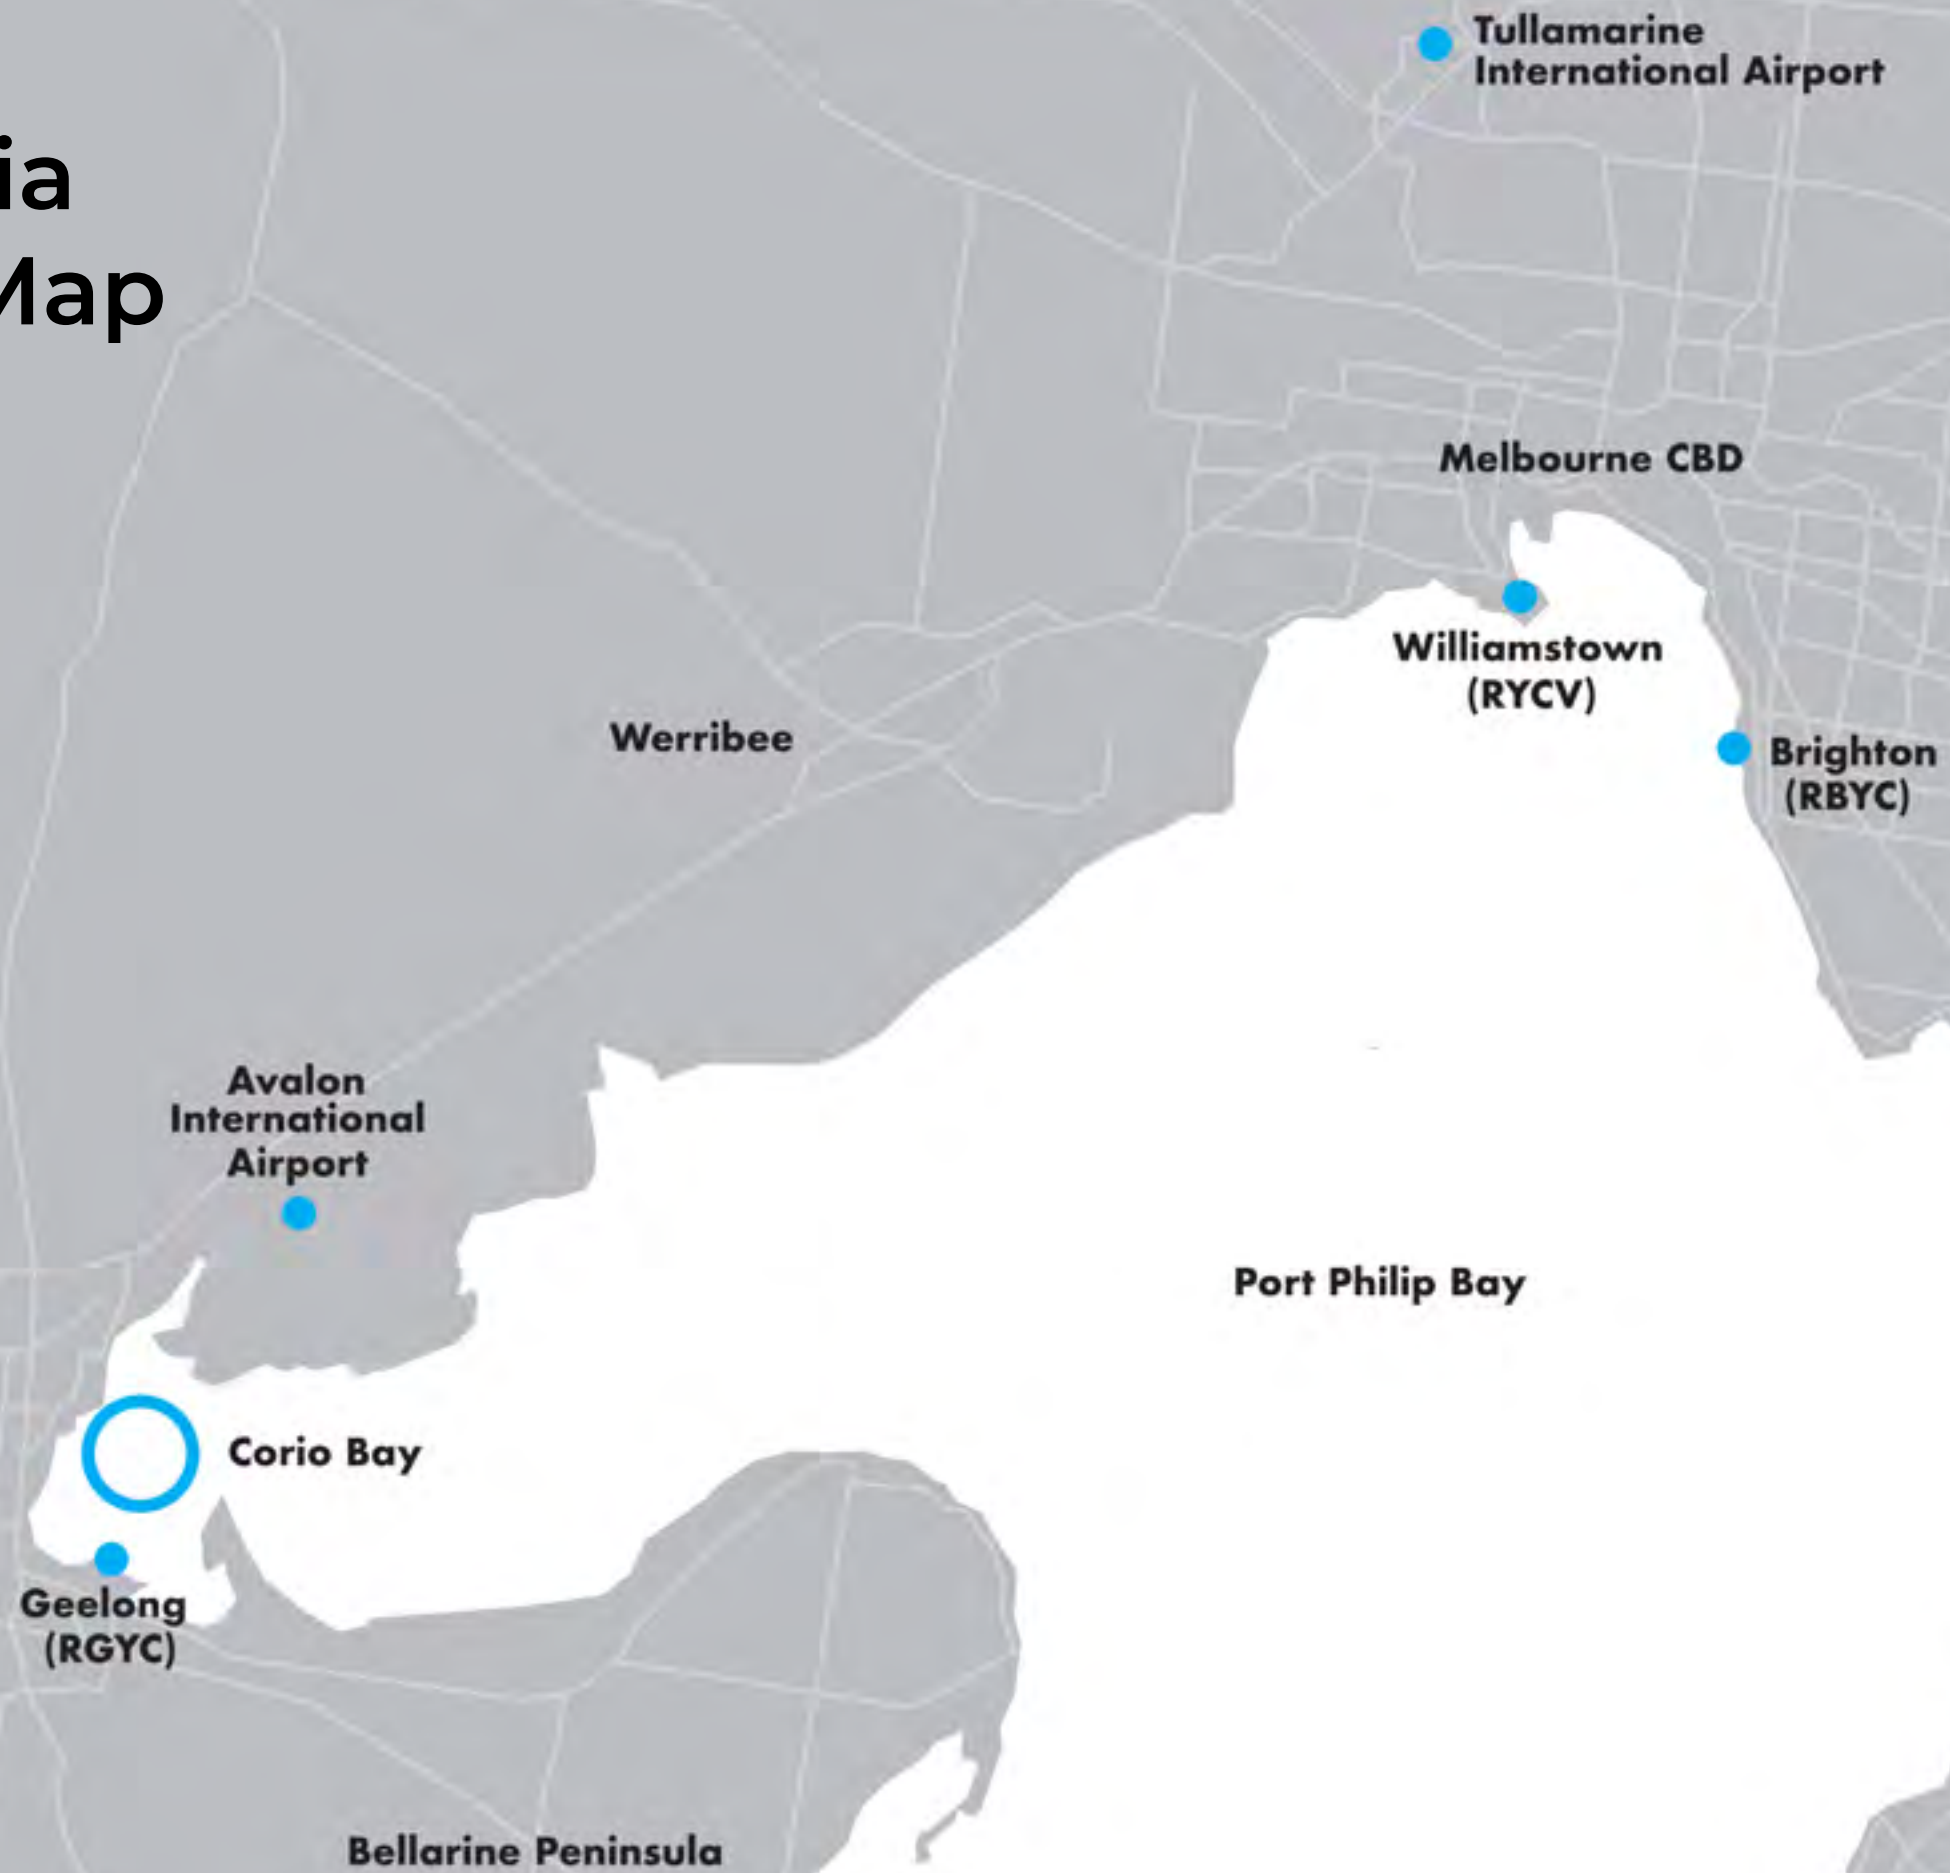 Tullamarine
International Airport
ia
Map
Melbourne CBD
Williamstown
(RYCV)
Werribee
Brighton
(RBYC)
Avalon
International
Airport
Port Philip Bay
Corio Bay
Geelong
(RGYC)
Bellarine Peninsula